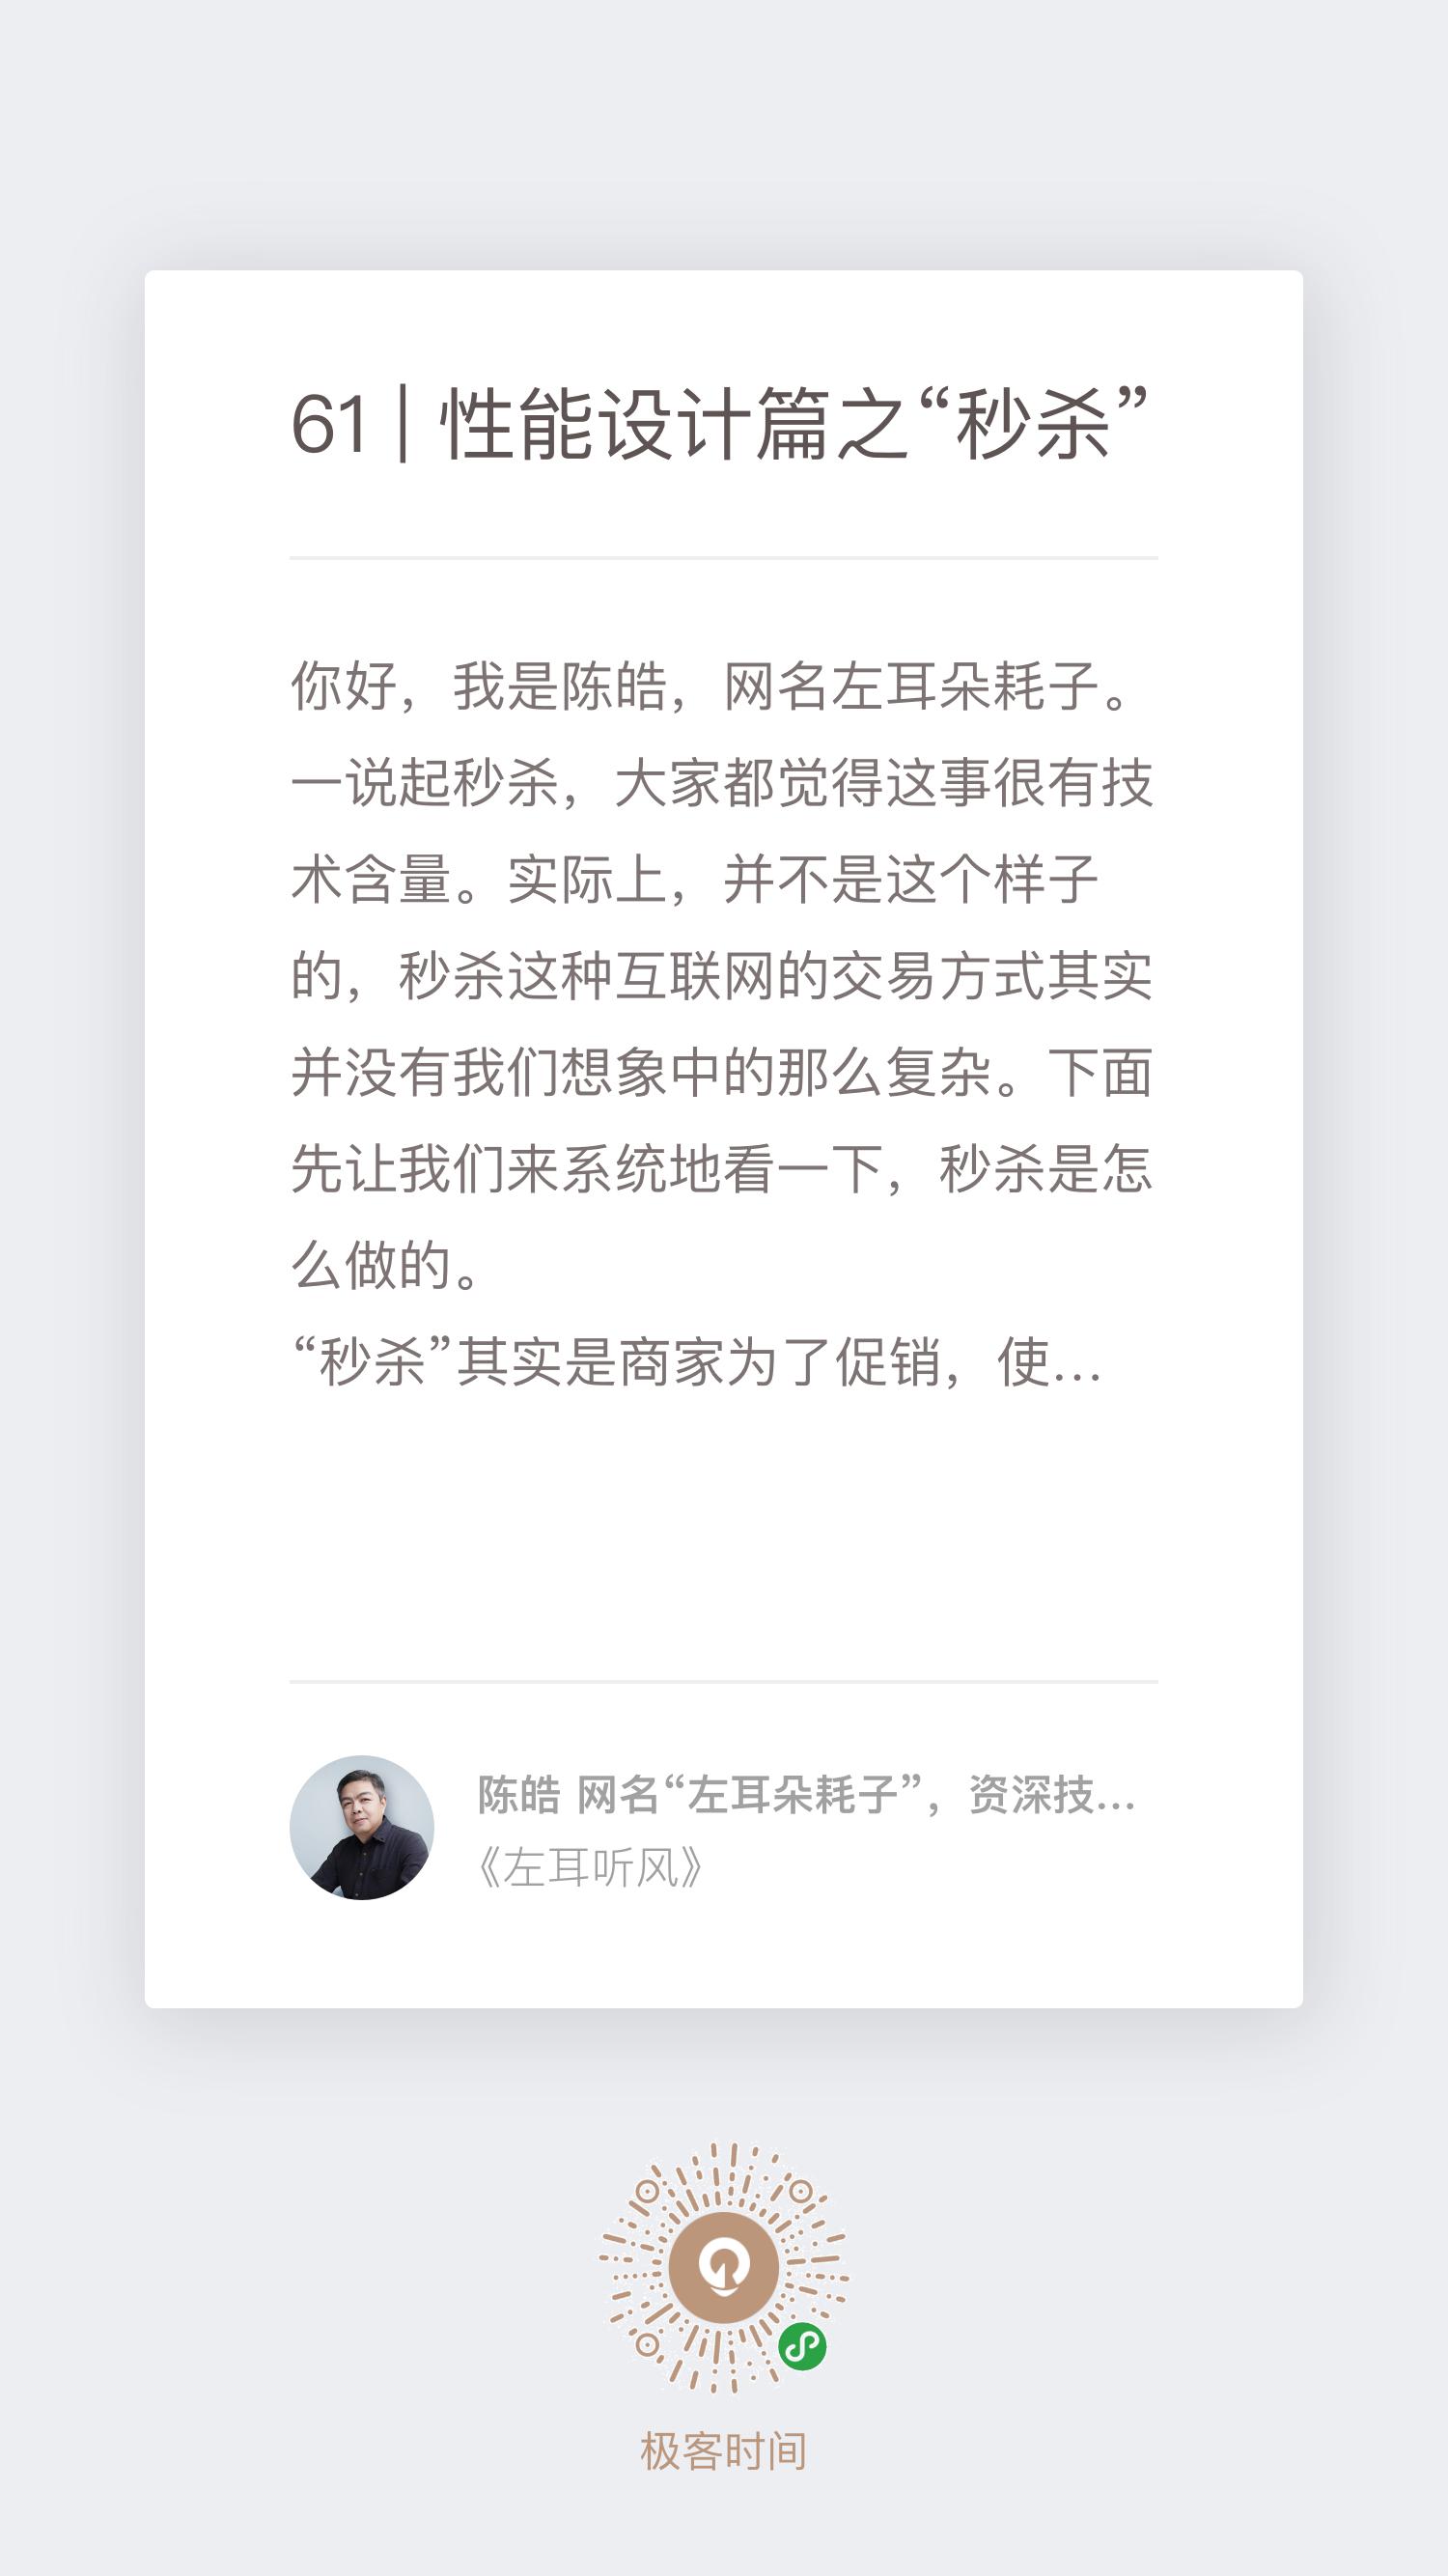 61 | 性能设计篇之“秒杀”
你好，我是陈皓，网名左耳朵耗子。
一说起秒杀，大家都觉得这事很有技
术含量。实际上，并不是这个样子
的，秒杀这种互联网的交易方式其实
并没有我们想象中的那么复杂。下面
先让我们来系统地看一下，秒杀是怎
么做的。
“秒杀”其实是商家为了促销，使...
陈皓 网名“左耳朵耗子”，资深技...
《左耳听风》
极客时间